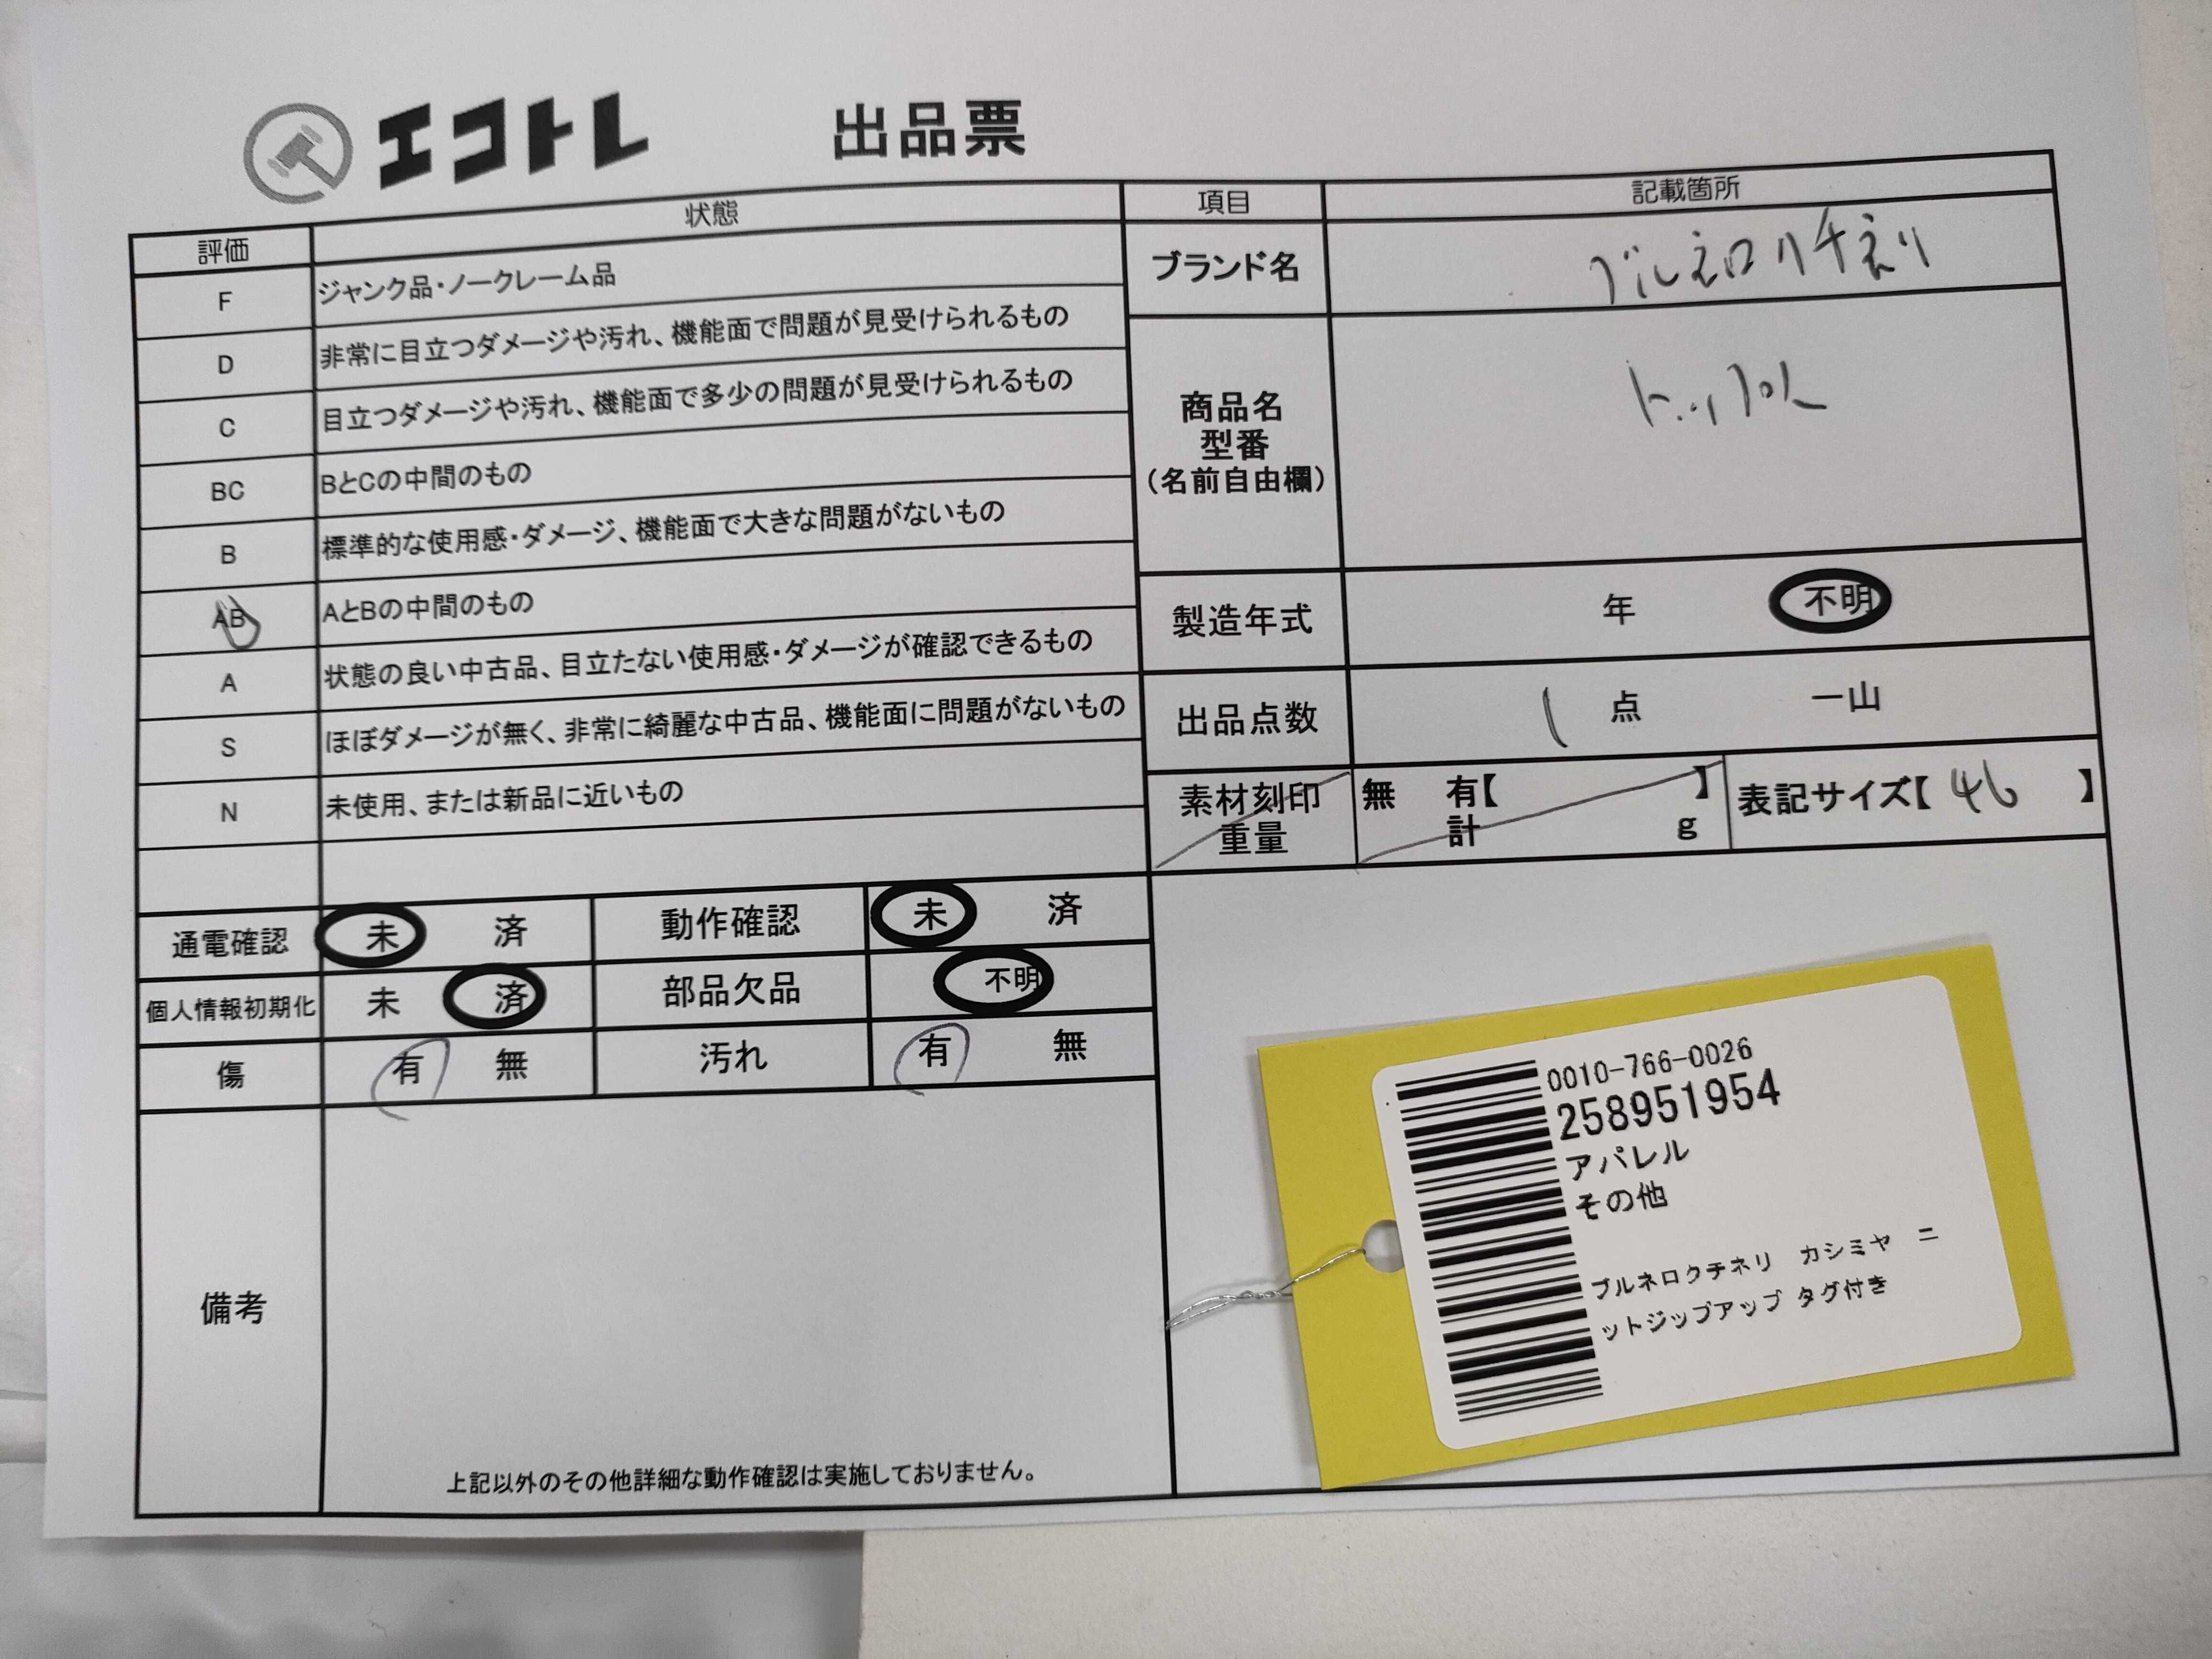 エコトレ 出品票
評価 状態
F ジャンク品・ノークレーム品
D 非常に目立つダメージや汚れ、機能面で問題が見受けられるもの
C 目立つダメージや汚れ、機能面で多少の問題が見受けられるもの
BC BとCの中間のもの
B 標準的な使用感・ダメージ、機能面で大きな問題がないもの
AB AとBの中間のもの
A 状態の良い中古品、目立たない使用感・ダメージが確認できるもの
S ほぼダメージが無く、非常に綺麗な中古品、機能面に問題がないもの
N 未使用、または新品に近いもの
通電確認 未 済 動作確認 未 済
個人情報初期化 未 済 部品欠品 不明
傷 有 無 汚れ 有 無
備考
上記以外のその他詳細な動作確認は実施しておりません。
項目 記載箇所
ブランド名 ブルネロクチネリ
商品名
型番
(名前自由欄)
製造年式 年 不明
出品点数 1 点 一山
素材刻印 無 有【 】
重量 計 g
表記サイズ【 46 】
0010-766-0026
258951954
アパレル
その他
ブルネロクチネリ カシミヤ ニ
ットジップアップ タグ付き